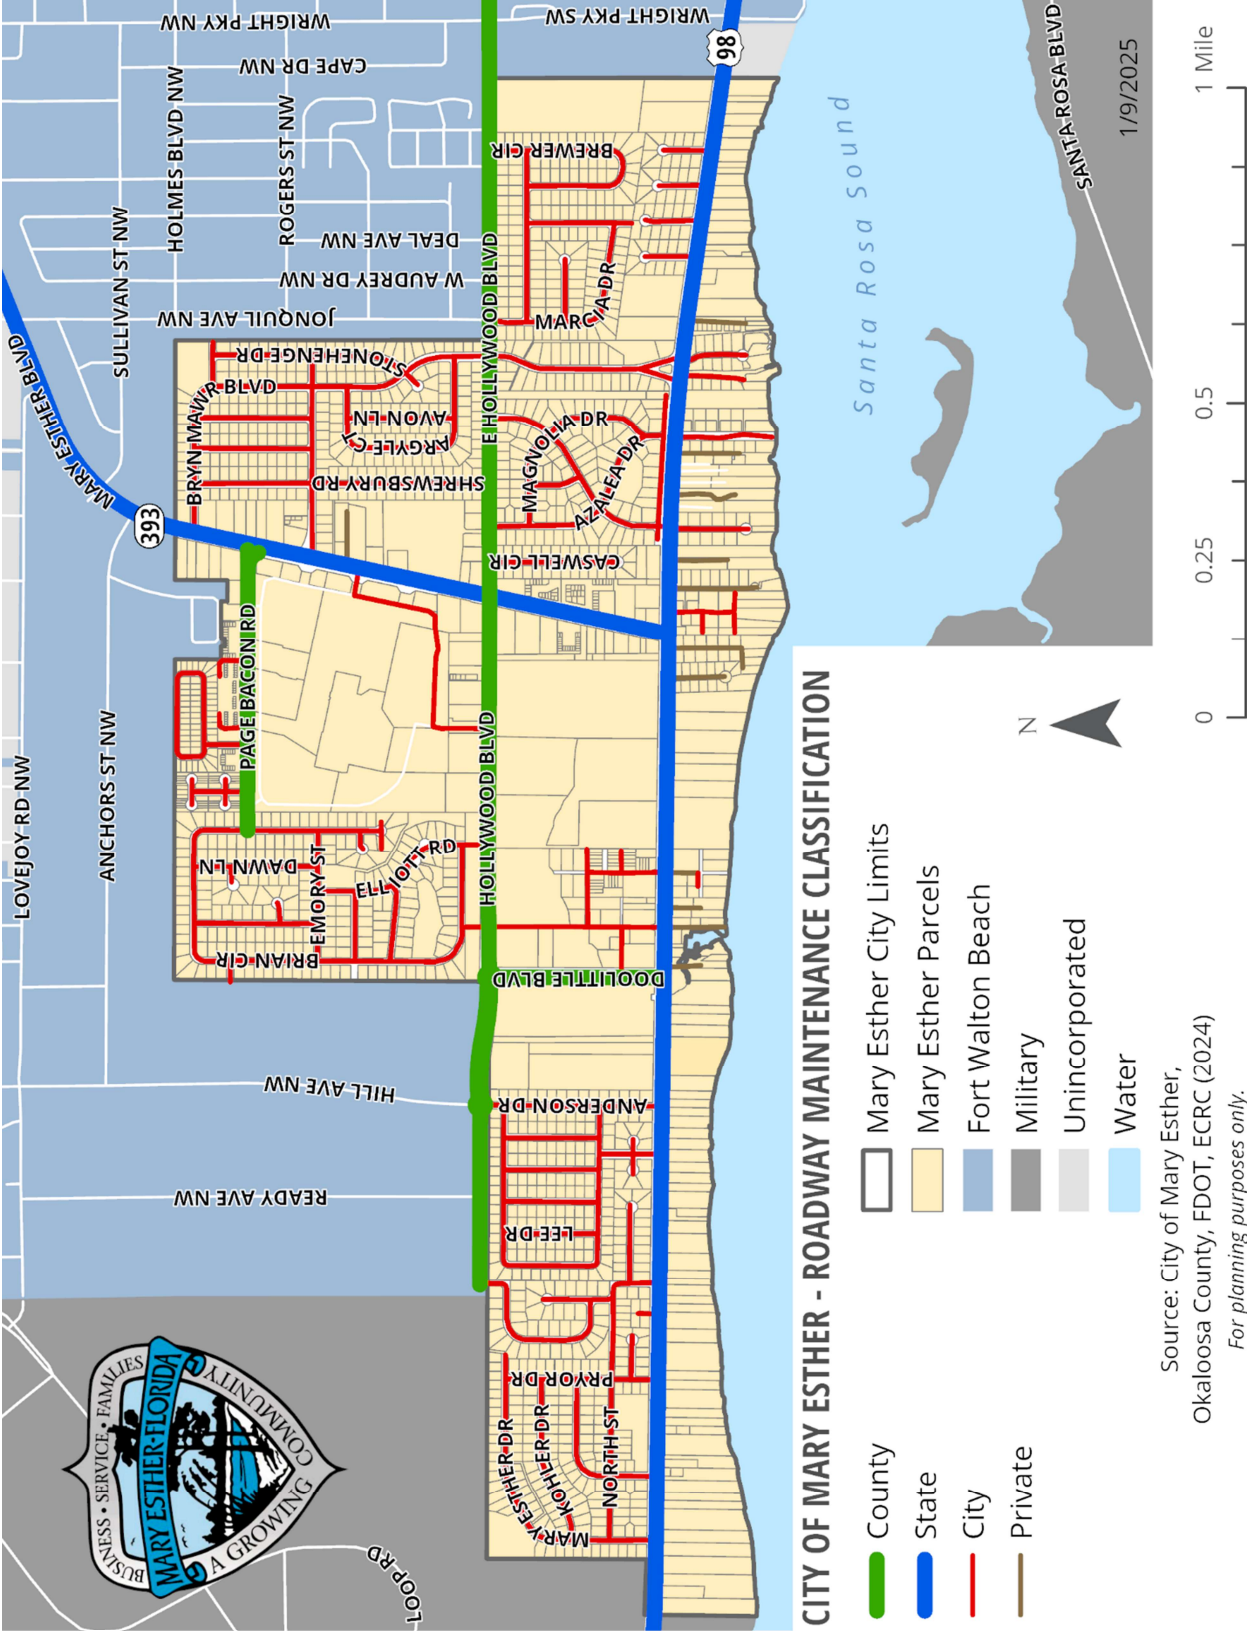 BUSINESS • SERVICE • FAMILIES
MARY ESTHER•FLORIDA
A GROWING COMMUNITY
LOVEJOY RD NW
ANCHORS ST NW
MARY ESTHER BLVD
393
SULLIVAN ST NW
HOLMES BLVD NW
ROGERS ST NW
WRIGHT PKY NW
CAPE DR NW
DEAL AVE NW
W AUDREY DR NW
JONQUIL AVE NW
WRIGHT PKY SW
98
LOOP RD
READY AVE NW
HILL AVE NW
BRIAN CIR
DAWN LN
EMORY ST
ELLIOTT RD
PAGE BACON RD
BRYN MAWR BLVD
STONEHENGE DR
AVON LN
ARGYLE CT
SHREWSBURY RD
HOLLYWOOD BLVD
E HOLLYWOOD BLVD
DOOLITTLE BLVD
ANDERSON DR
LEE DR
PRYOR DR
MARY ESTHER DR
KOHLER DR
NORTH ST
CASWELL CIR
MAGNOLIA DR
AZALEA DR
MARCIA DR
BREWER CIR
Santa Rosa Sound
SANTA ROSA BLVD
CITY OF MARY ESTHER - ROADWAY MAINTENANCE CLASSIFICATION
County
State
City
Private
Mary Esther City Limits
Mary Esther Parcels
Fort Walton Beach
Military
Unincorporated
Water
N
1/9/2025
0 0.25 0.5 1 Mile
Source: City of Mary Esther,
Okaloosa County, FDOT, ECRC (2024)
For planning purposes only.